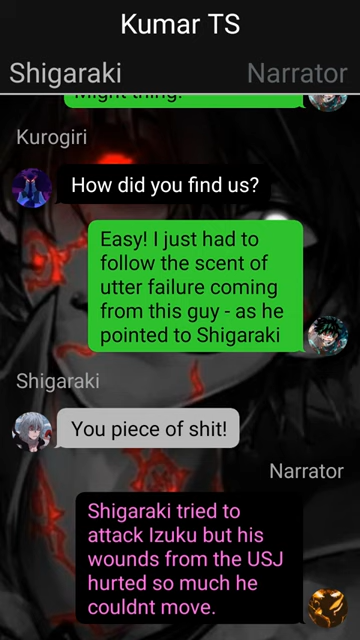 Kumar TS
Shigaraki
Narrator
Might thing.
Kurogiri
How did you find us?
Easy! I just had to
follow the scent of
utter failure coming
from this guy - as he
pointed to Shigaraki
Shigaraki
You piece of shit!
Narrator
Shigaraki tried to
attack Izuku but his
wounds from the USJ
hurted so much he
couldnt move.